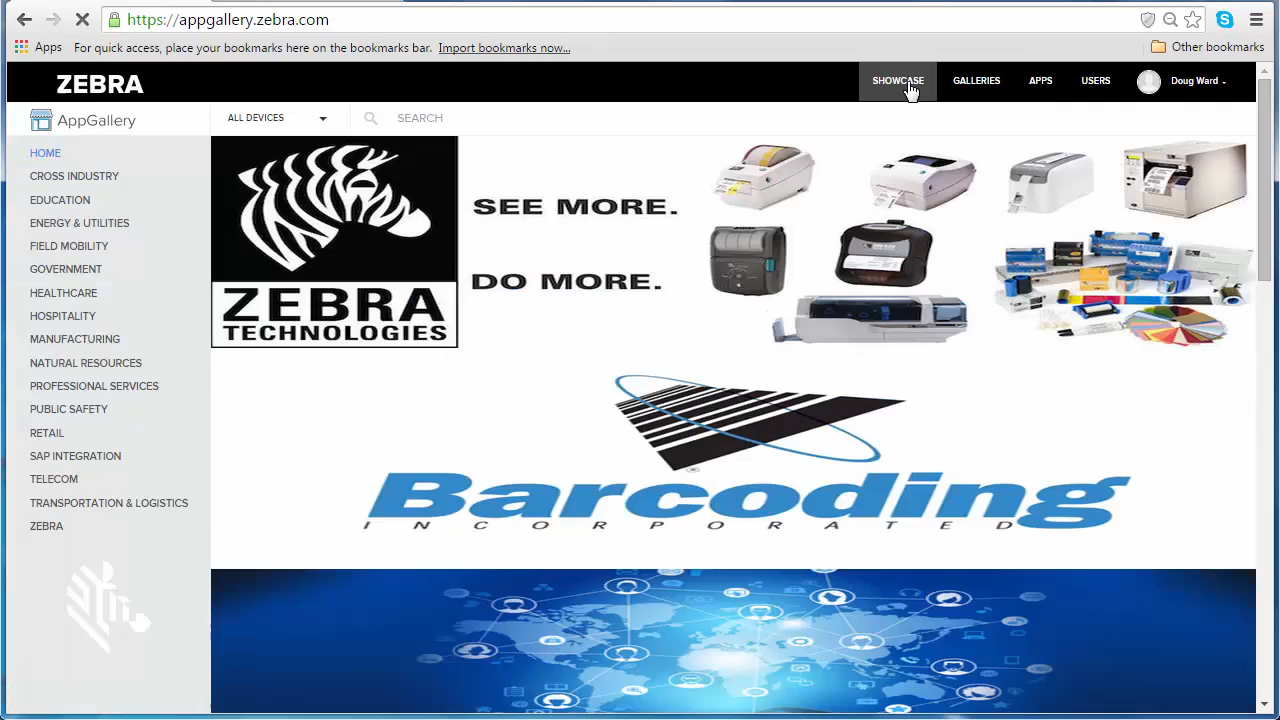 https://appgallery.zebra.com
Apps For quick access, place your bookmarks here on the bookmarks bar. Import bookmarks now... Other bookmarks
ZEBRA SHOWCASE GALLERIES APPS USERS Doug Ward
AppGallery ALL DEVICES SEARCH
HOME
CROSS INDUSTRY
EDUCATION
ENERGY & UTILITIES
FIELD MOBILITY
GOVERNMENT
HEALTHCARE
HOSPITALITY
MANUFACTURING
NATURAL RESOURCES
PROFESSIONAL SERVICES
PUBLIC SAFETY
RETAIL
SAP INTEGRATION
TELECOM
TRANSPORTATION & LOGISTICS
ZEBRA
SEE MORE.
DO MORE.
ZEBRA
TECHNOLOGIES
Barcoding
INCORPORATED